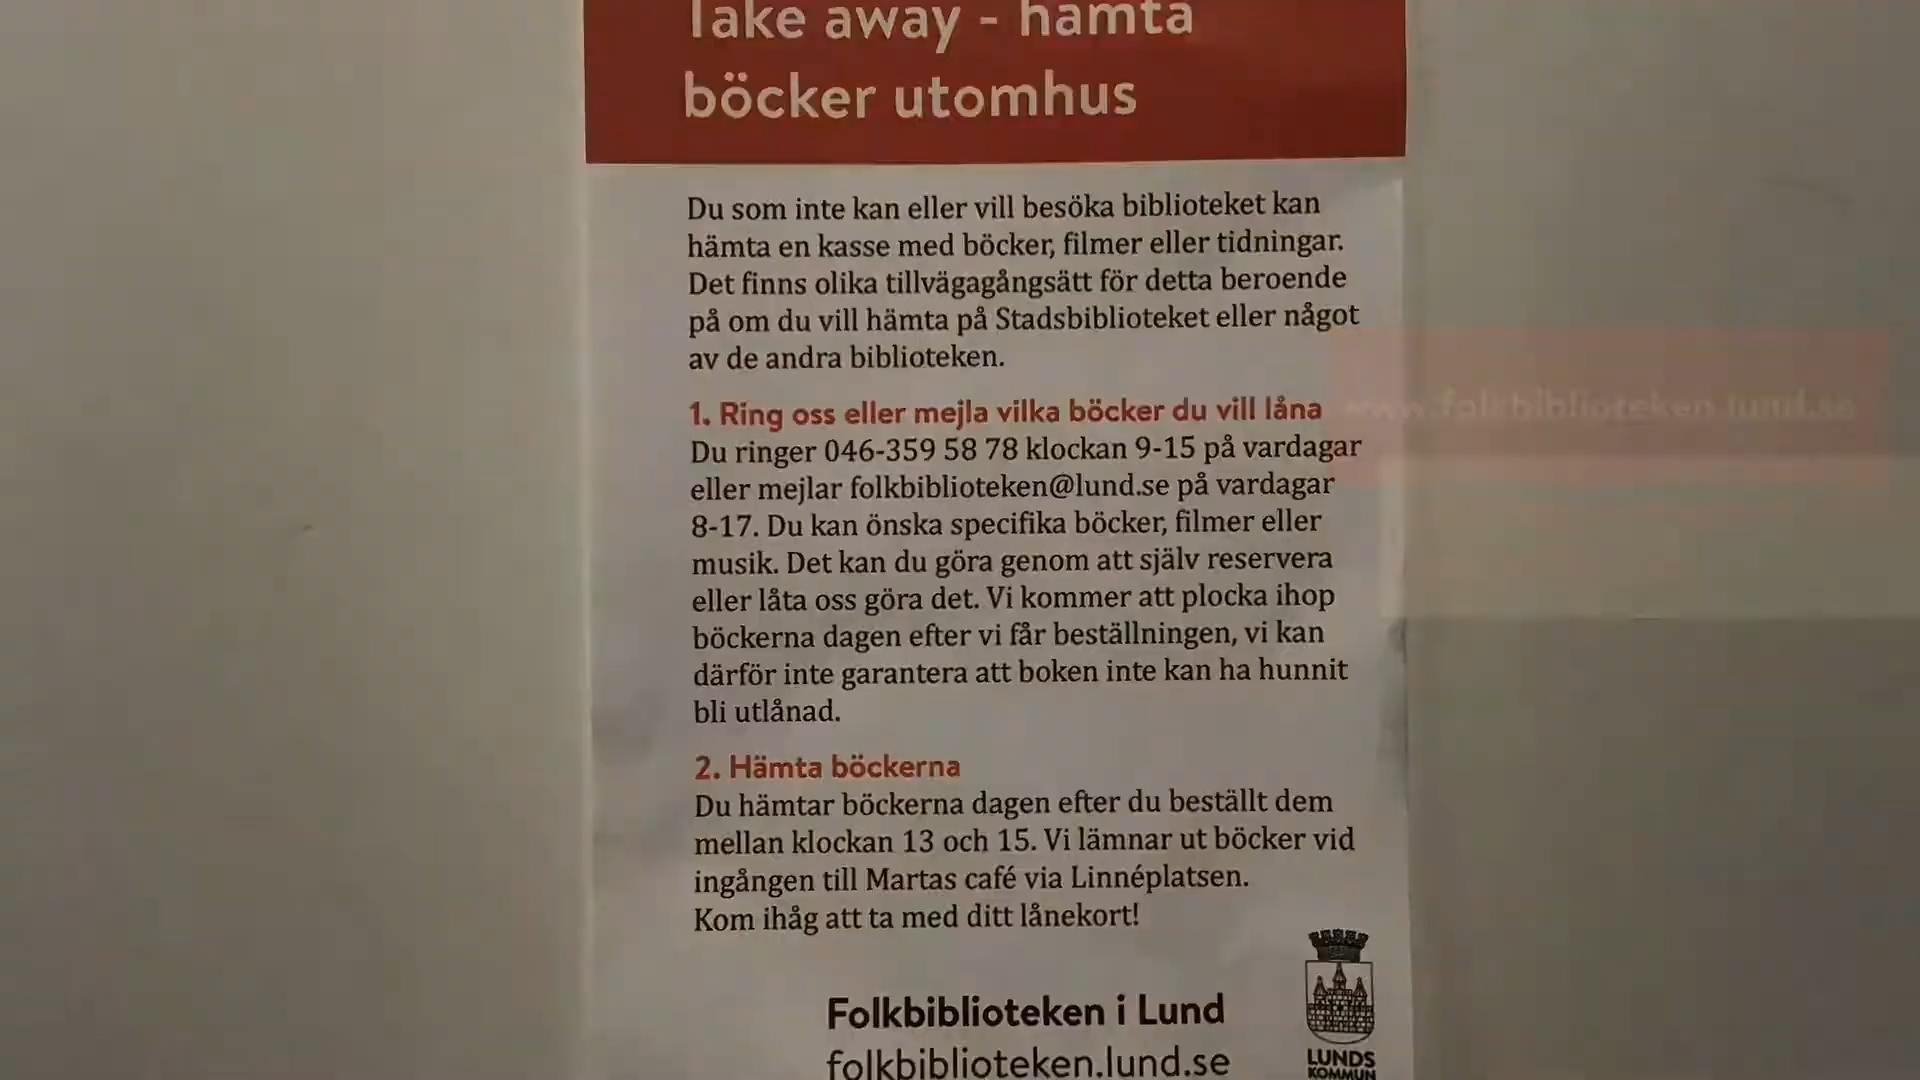 Take away - hämta
böcker utomhus
Du som inte kan eller vill besöka biblioteket kan
hämta en kasse med böcker, filmer eller tidningar.
Det finns olika tillvägagångsätt för detta beroende
på om du vill hämta på Stadsbiblioteket eller något
av de andra biblioteken.
1. Ring oss eller mejla vilka böcker du vill låna
Du ringer 046-359 58 78 klockan 9-15 på vardagar
eller mejlar folkbiblioteken@lund.se på vardagar
8-17. Du kan önska specifika böcker, filmer eller
musik. Det kan du göra genom att själv reservera
eller låta oss göra det. Vi kommer att plocka ihop
böckerna dagen efter vi får beställningen, vi kan
därför inte garantera att boken inte kan ha hunnit
bli utlånad.
2. Hämta böckerna
Du hämtar böckerna dagen efter du beställt dem
mellan klockan 13 och 15. Vi lämnar ut böcker vid
ingången till Martas café via Linnéplatsen.
Kom ihåg att ta med ditt lånekort!
Folkbiblioteken i Lund
folkbiblioteken.lund.se
LUNDS
KOMMUN
www.folkbiblioteken.lund.se